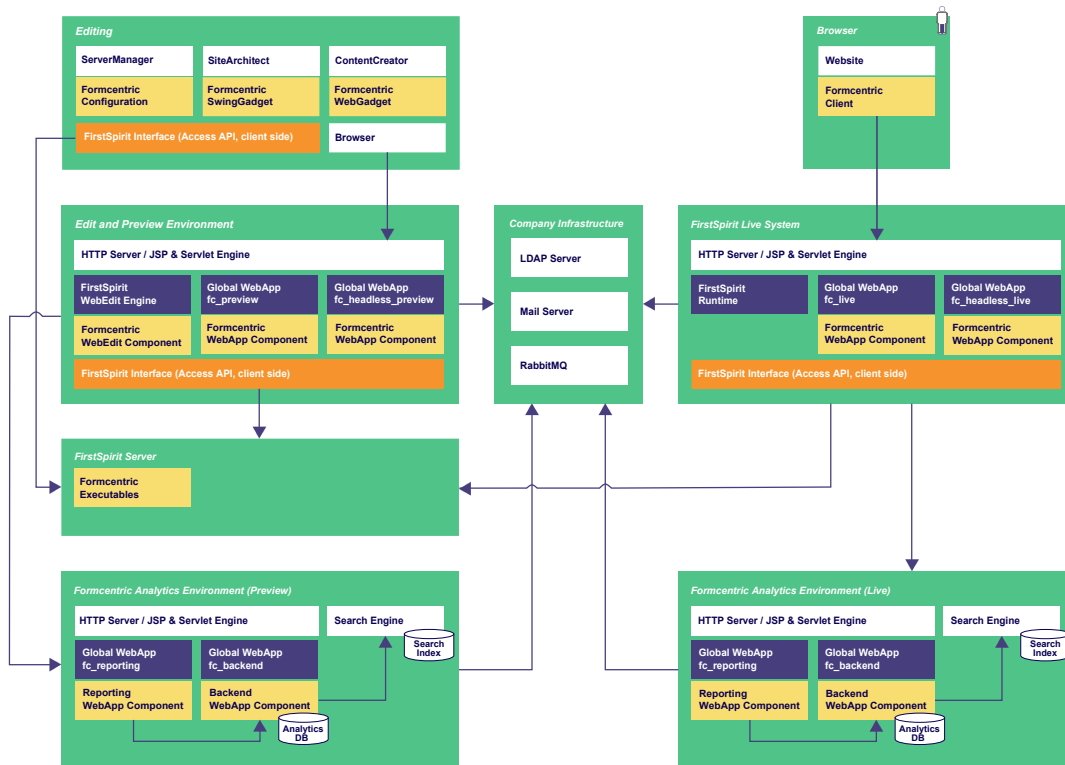 Editing
ServerManager
SiteArchitect
ContentCreator
Formcentric
Configuration
Formcentric
SwingGadget
Formcentric
WebGadget
FirstSpirit Interface (Access API, client side)
Browser
Browser
Website
Formcentric
Client
Edit and Preview Environment
HTTP Server / JSP & Servlet Engine
FirstSpirit
WebEdit Engine
Global WebApp
fc_preview
Global WebApp
fc_headless_preview
Formcentric
WebEdit Component
Formcentric
WebApp Component
Formcentric
WebApp Component
FirstSpirit Interface (Access API, client side)
Company Infrastructure
LDAP Server
Mail Server
RabbitMQ
FirstSpirit Live System
HTTP Server / JSP & Servlet Engine
FirstSpirit
Runtime
Global WebApp
fc_live
Global WebApp
fc_headless_live
Formcentric
WebApp Component
Formcentric
WebApp Component
FirstSpirit Interface (Access API, client side)
FirstSpirit Server
Formcentric
Executables
Formcentric Analytics Environment (Preview)
HTTP Server / JSP & Servlet Engine
Search Engine
Search
Index
Global WebApp
fc_reporting
Global WebApp
fc_backend
Reporting
WebApp Component
Backend
WebApp Component
Analytics
DB
Formcentric Analytics Environment (Live)
HTTP Server / JSP & Servlet Engine
Search Engine
Search
Index
Global WebApp
fc_reporting
Global WebApp
fc_backend
Reporting
WebApp Component
Backend
WebApp Component
Analytics
DB